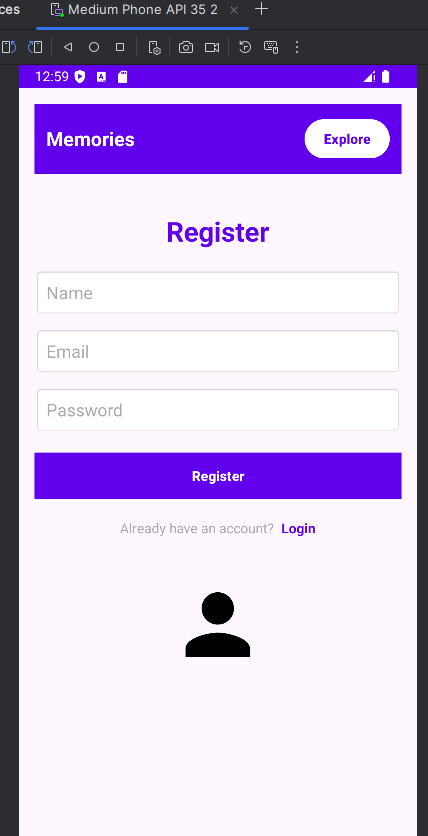 ces
Medium Phone API 35 2
12:59
A
Memories
Explore
Register
Name
Email
Password
Register
Already have an account? Login